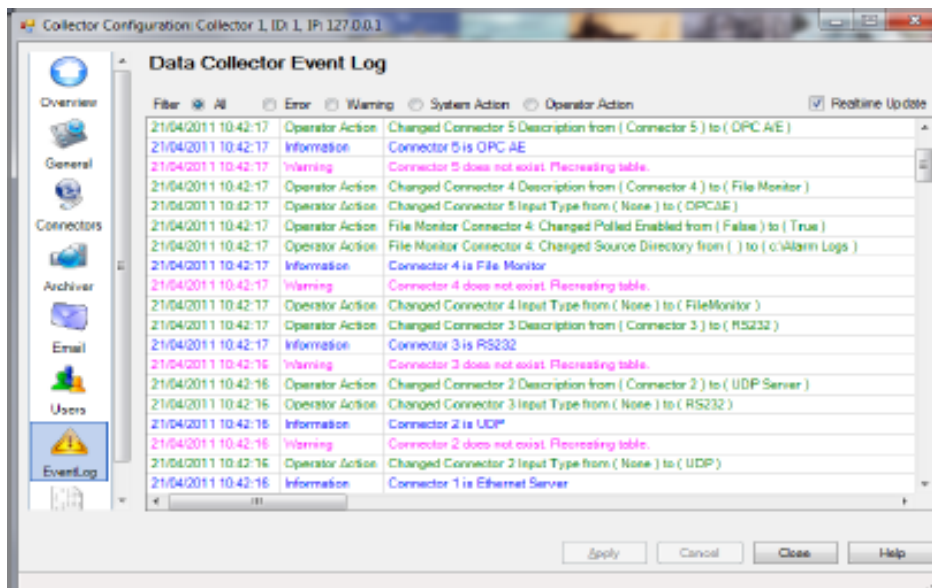 Collector Configuration: Collector 1, ID: 1, IP: 127.0.0.1
Data Collector Event Log
Filter All Error Warning System Action Operator Action Realtime Update
21/04/2011 10:42:17 Operator Action Changed Connector 5 Description from ( Connector 5 ) to ( OPC A/E )
21/04/2011 10:42:17 Information Connector 5 is OPC AE
21/04/2011 10:42:17 Warning Connector 5 does not exist. Recreating table.
21/04/2011 10:42:17 Operator Action Changed Connector 4 Description from ( Connector 4 ) to ( File Monitor )
21/04/2011 10:42:17 Operator Action Changed Connector 5 Input Type from ( None ) to ( OPCAE )
21/04/2011 10:42:17 Operator Action File Monitor Connector 4: Changed Polled Enabled from ( False ) to ( True )
21/04/2011 10:42:17 Operator Action File Monitor Connector 4: Changed Source Directory from ( ) to ( c:\Alarm Logs )
21/04/2011 10:42:17 Information Connector 4 is File Monitor
21/04/2011 10:42:17 Warning Connector 4 does not exist. Recreating table.
21/04/2011 10:42:17 Operator Action Changed Connector 4 Input Type from ( None ) to ( FileMonitor )
21/04/2011 10:42:17 Operator Action Changed Connector 3 Description from ( Connector 3 ) to ( RS232 )
21/04/2011 10:42:17 Information Connector 3 is RS232
21/04/2011 10:42:16 Warning Connector 3 does not exist. Recreating table.
21/04/2011 10:42:16 Operator Action Changed Connector 2 Description from ( Connector 2 ) to ( UDP Server )
21/04/2011 10:42:16 Operator Action Changed Connector 3 Input Type from ( None ) to ( RS232 )
21/04/2011 10:42:16 Information Connector 2 is UDP
21/04/2011 10:42:16 Warning Connector 2 does not exist. Recreating table.
21/04/2011 10:42:16 Operator Action Changed Connector 2 Input Type from ( None ) to ( UDP )
21/04/2011 10:42:16 Information Connector 1 is Ethernet Server
Overview
General
Connectors
Archiver
Email
Users
EventLog
Apply Cancel Close Help